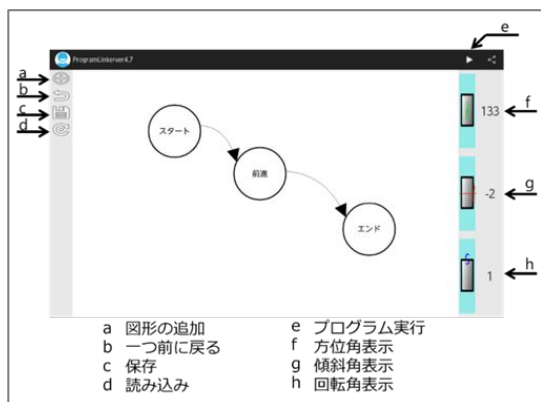 e
ProgramLinkerver4.7
a
b
c
d
スタート
前進
エンド
133
f
-2
g
1
h
a 図形の追加
b 一つ前に戻る
c 保存
d 読み込み
e プログラム実行
f 方位角表示
g 傾斜角表示
h 回転角表示